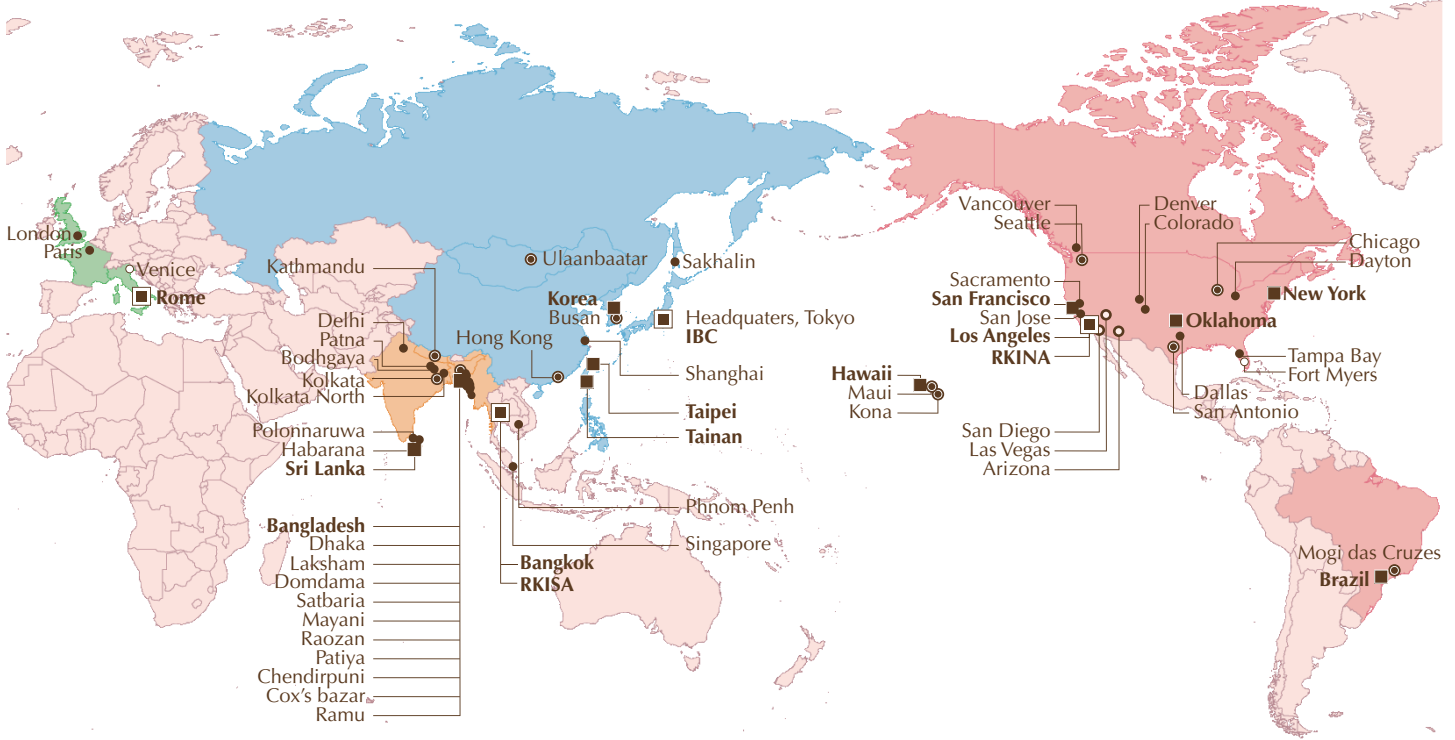 London
Paris
Venice
Rome
Kathmandu
Delhi
Patna
Bodhgaya
Kolkata
Kolkata North
Polonnaruwa
Habarana
Sri Lanka
Bangladesh
Dhaka
Laksham
Domdama
Satbaria
Mayani
Raozan
Patiya
Chendirpuni
Cox's bazar
Ramu
Ulaanbaatar
Sakhalin
Korea
Busan
Hong Kong
Headquaters, Tokyo
IBC
Shanghai
Taipei
Tainan
Phnom Penh
Singapore
Bangkok
RKISA
Vancouver
Seattle
Denver
Colorado
Chicago
Dayton
Sacramento
San Francisco
San Jose
Los Angeles
RKINA
New York
Oklahoma
Tampa Bay
Fort Myers
Dallas
San Antonio
Hawaii
Maui
Kona
San Diego
Las Vegas
Arizona
Mogi das Cruzes
Brazil